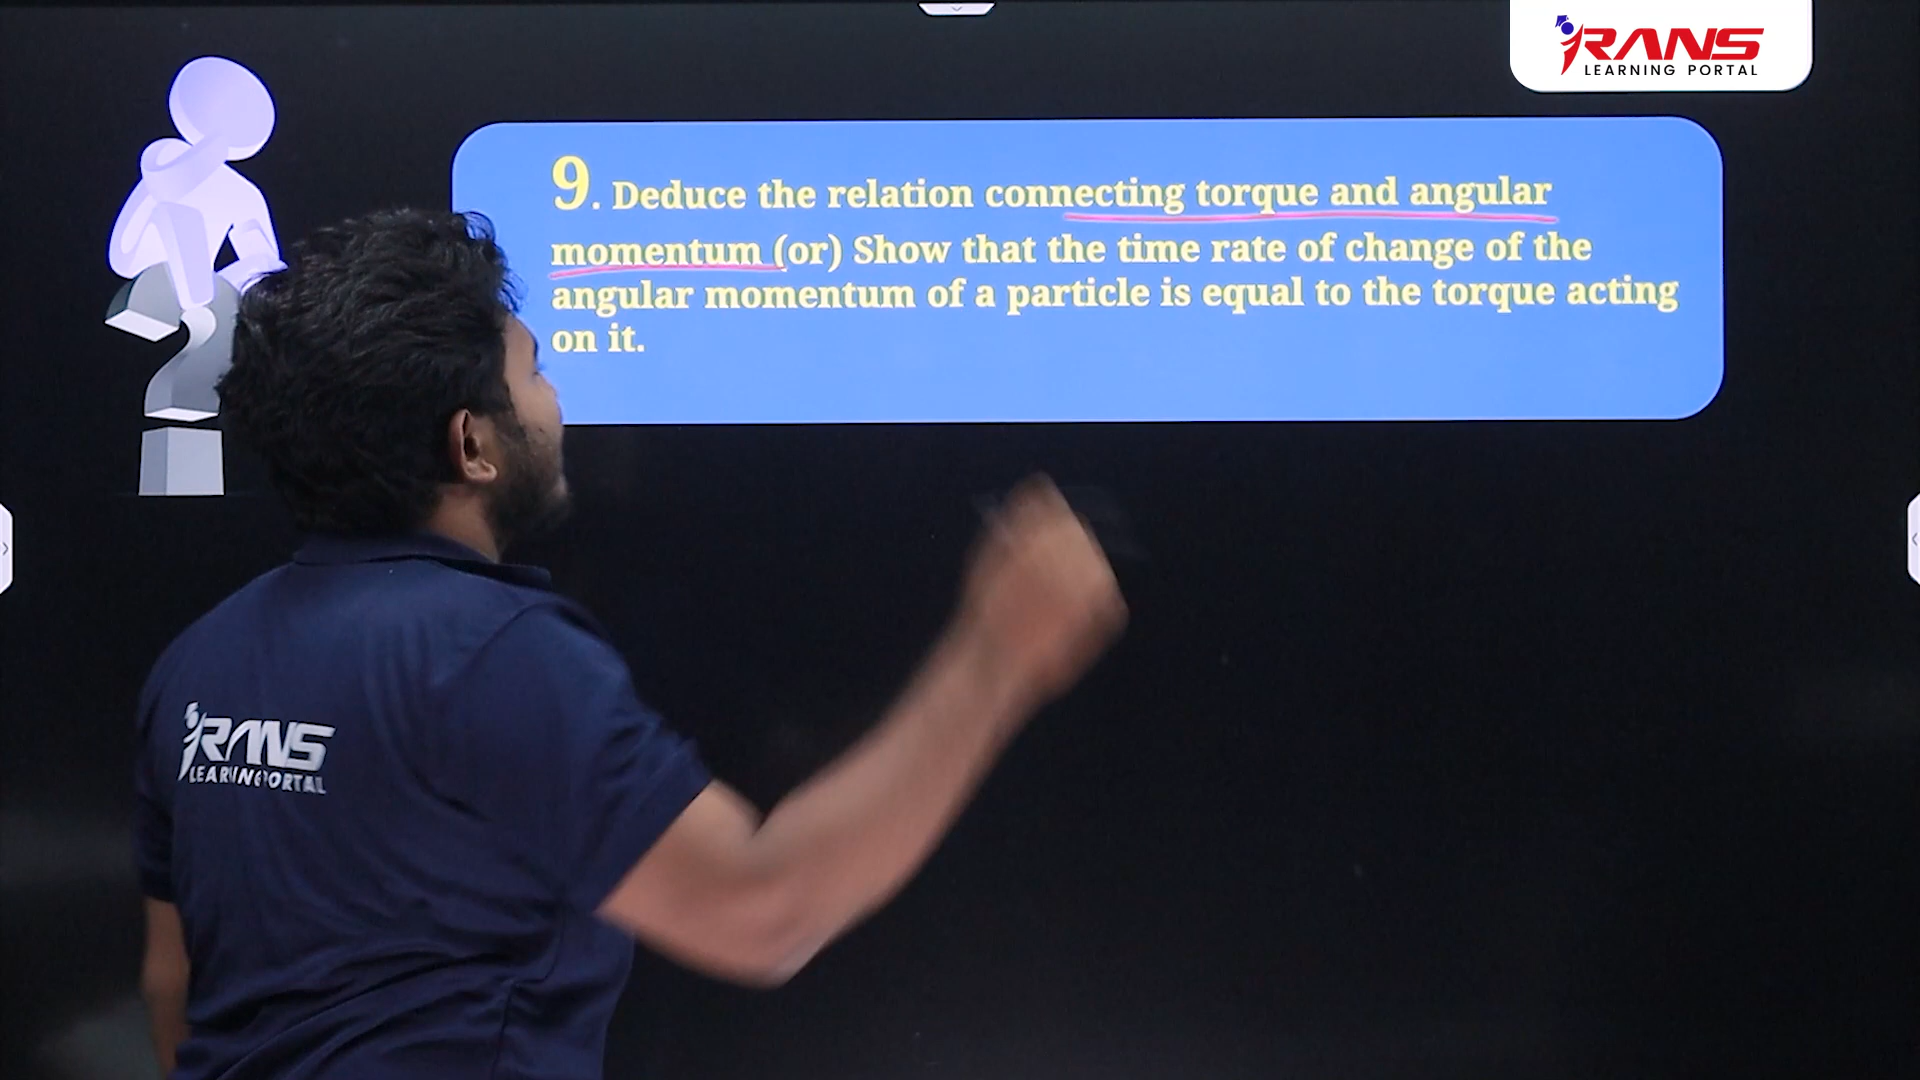 RANS
LEARNING PORTAL
9. Deduce the relation connecting torque and angular
momentum (or) Show that the time rate of change of the
angular momentum of a particle is equal to the torque acting
on it.
RANS
LEARNING PORTAL